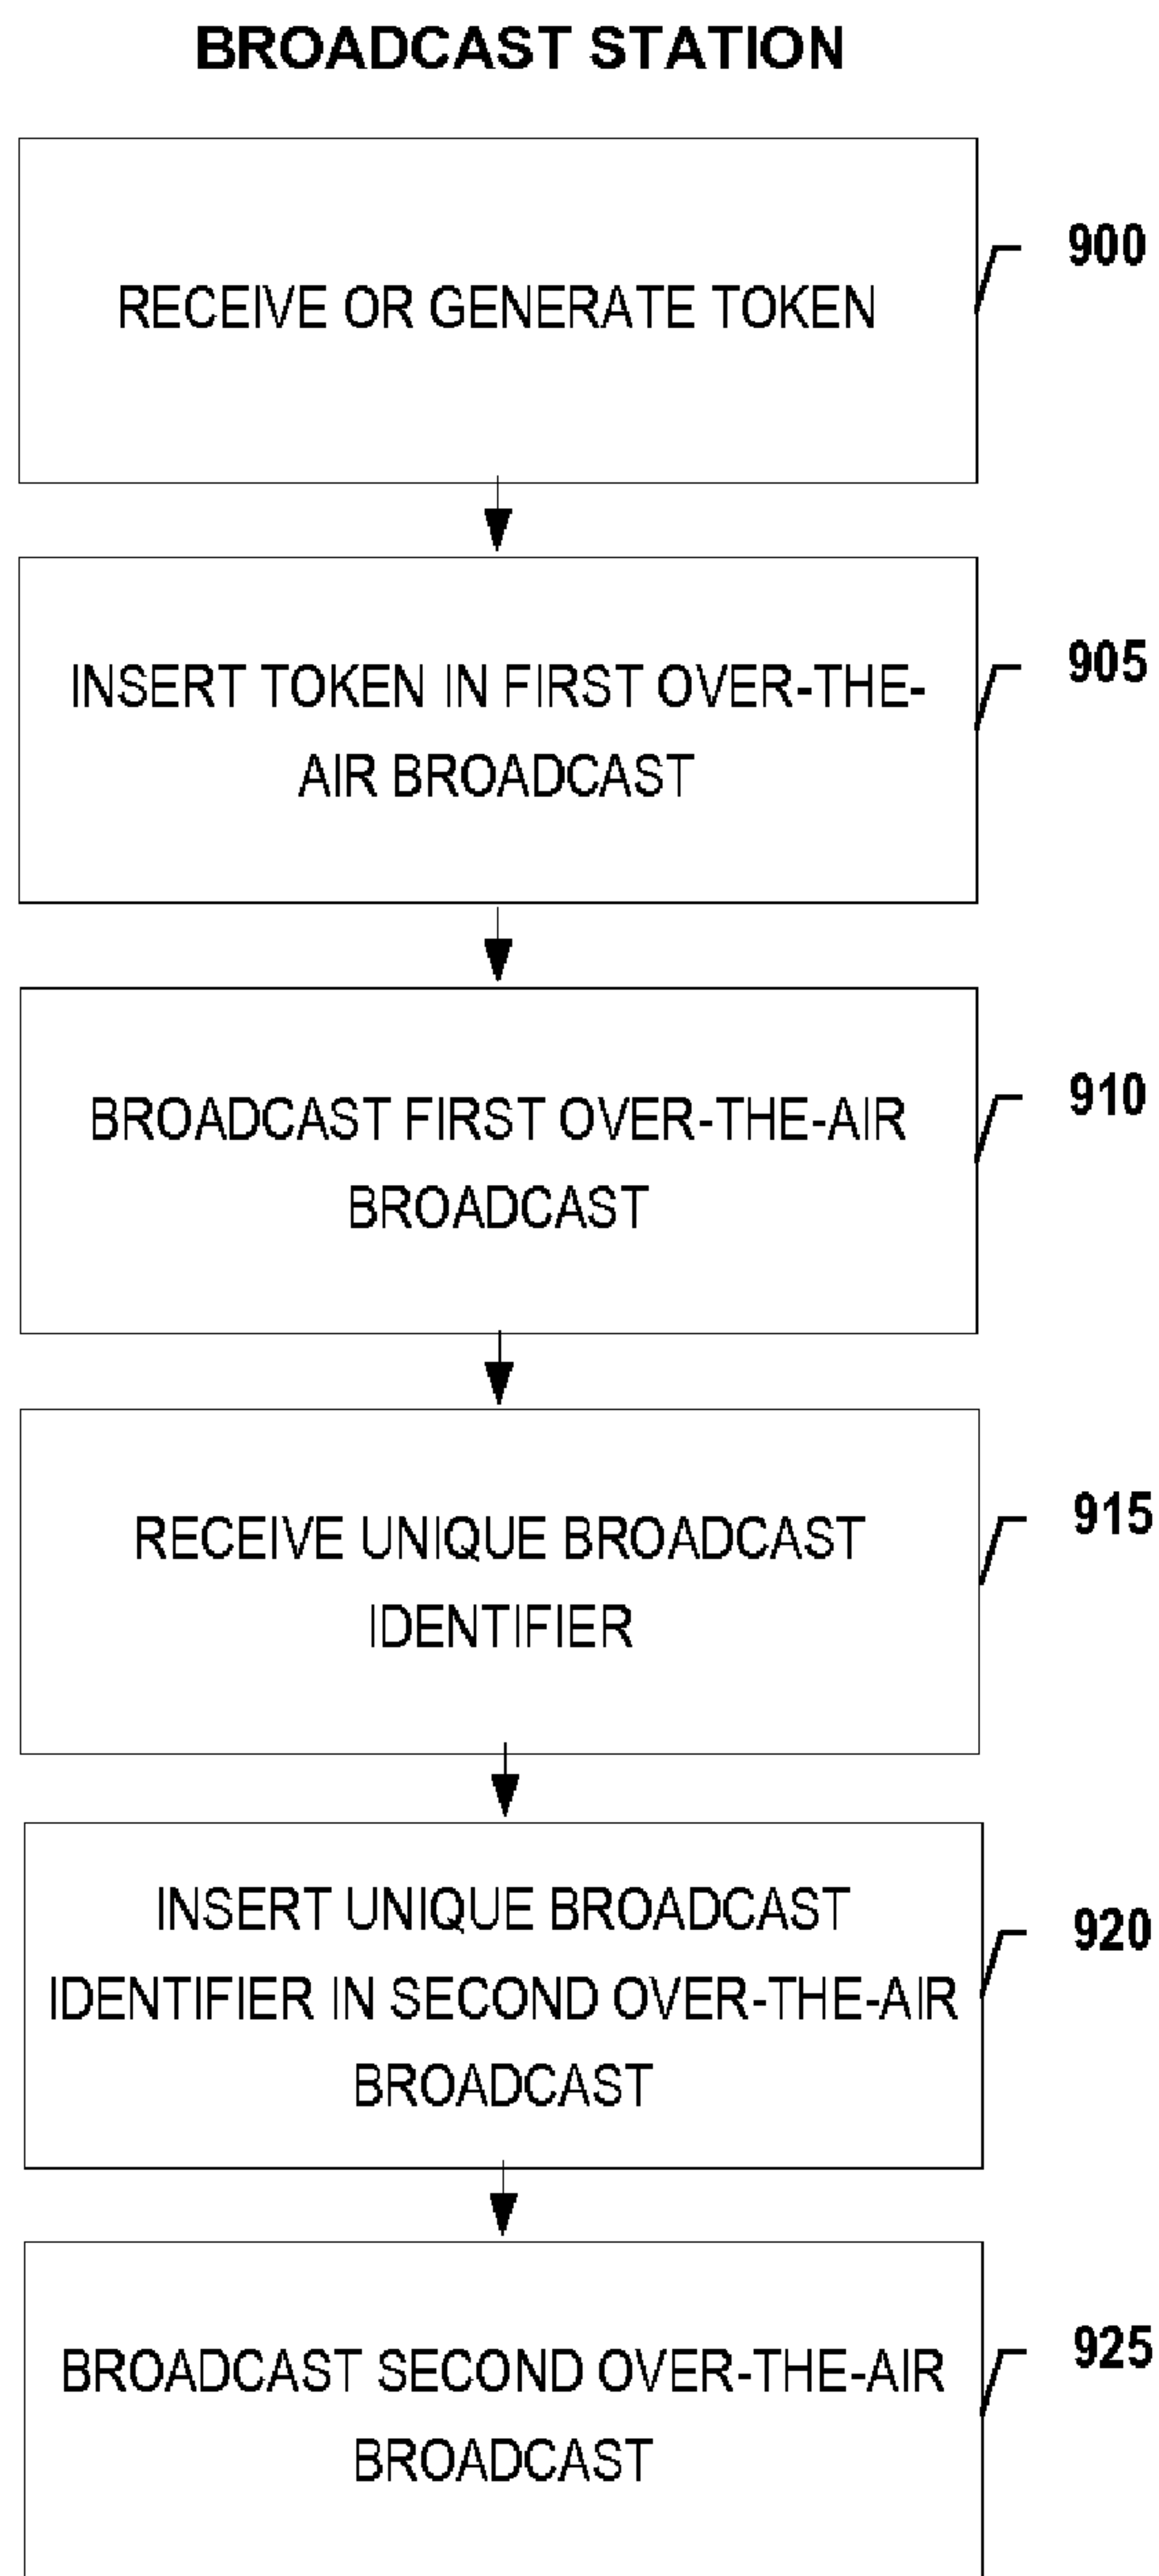 BROADCAST STATION
RECEIVE OR GENERATE TOKEN
900
INSERT TOKEN IN FIRST OVER-THE-
AIR BROADCAST
905
BROADCAST FIRST OVER-THE-AIR
BROADCAST
910
RECEIVE UNIQUE BROADCAST
IDENTIFIER
915
INSERT UNIQUE BROADCAST
IDENTIFIER IN SECOND OVER-THE-AIR
BROADCAST
920
BROADCAST SECOND OVER-THE-AIR
BROADCAST
925